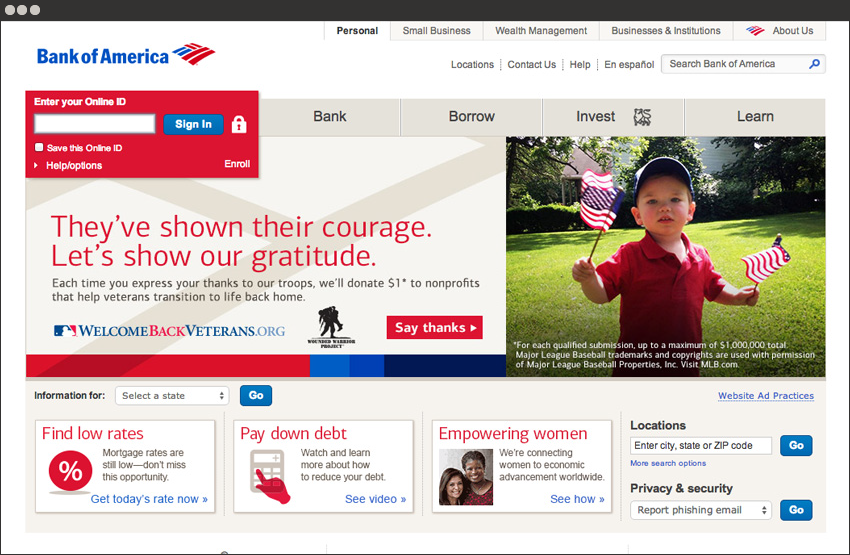 Personal
Small Business
Wealth Management
Businesses & Institutions
About Us
Bank of America
Locations
Contact Us
Help
En español
Search Bank of America
Enter your Online ID
Sign In
Save this Online ID
Help/options
Enroll
Bank
Borrow
Invest
Learn
They've shown their courage.
Let's show our gratitude.
Each time you express your thanks to our troops, we'll donate $1* to nonprofits
that help veterans transition to life back home.
WELCOMEBACKVETERANS.ORG
WOUNDED WARRIOR
PROJECT
Say thanks
*For each qualified submission, up to a maximum of $1,000,000 total.
Major League Baseball trademarks and copyrights are used with permission
of Major League Baseball Properties, Inc. Visit MLB.com.
Information for:
Select a state
Go
Website Ad Practices
Find low rates
%
Mortgage rates are
still low—don't miss
this opportunity.
Get today's rate now »
Pay down debt
Watch and learn
more about how
to reduce your debt.
See video »
Empowering women
We're connecting
women to economic
advancement worldwide.
See how »
Locations
Enter city, state or ZIP code
Go
More search options
Privacy & security
Report phishing email
Go